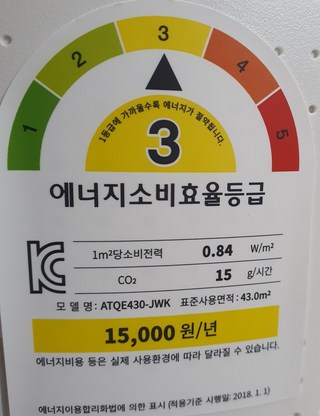 1 2 3 4 5
1등급에 가까울수록 에너지가 절약됩니다.
3
에너지소비효율등급
1m²당소비전력 0.84 W/m²
CO₂ 15 g/시간
모 델 명 : ATQE430-JWK 표준사용면적 : 43.0m²
15,000 원/년
에너지비용 등은 실제 사용환경에 따라 달라질 수 있습니다.
에너지이용합리화법에 의한 표시 (적용기준 시행일: 2018. 1. 1)